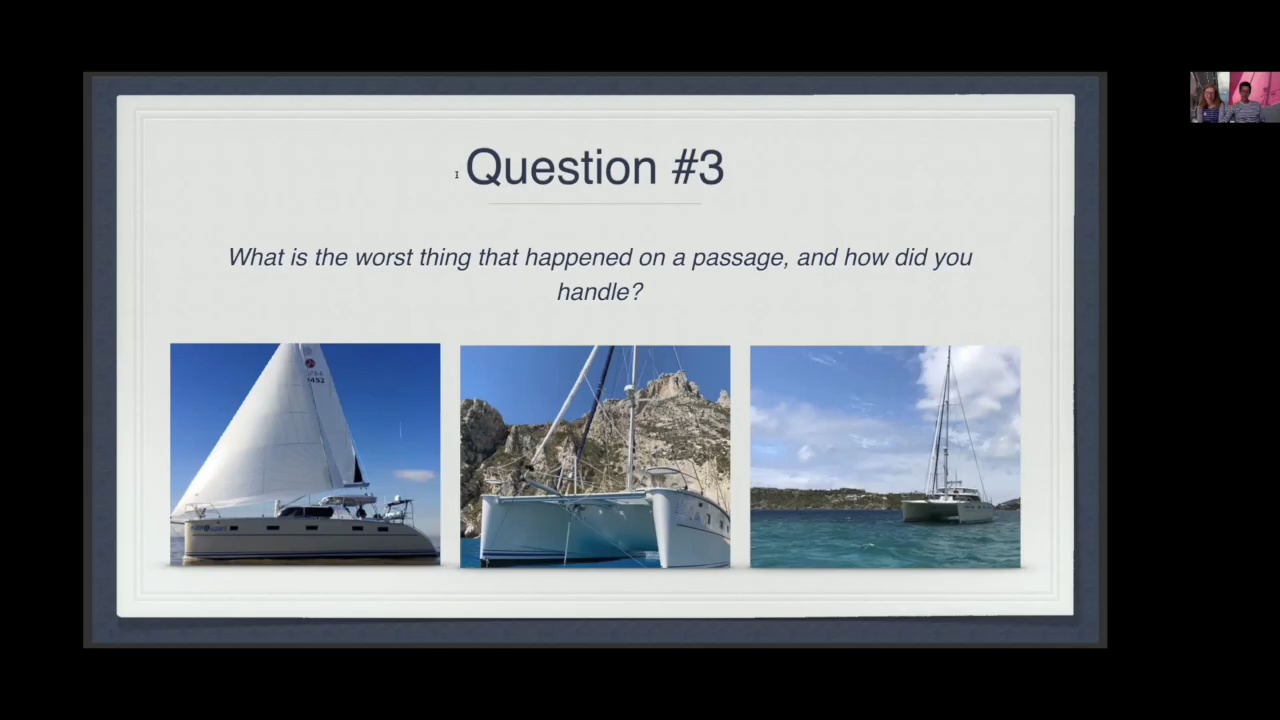 Question #3
What is the worst thing that happened on a passage, and how did you
handle?